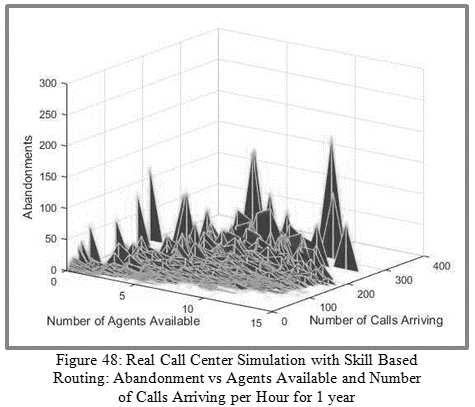 300
250
200
150
100
50
0
Abandonments
0
5
10
15
Number of Agents Available
0
100
200
300
400
Number of Calls Arriving
Figure 48: Real Call Center Simulation with Skill Based
Routing: Abandonment vs Agents Available and Number
of Calls Arriving per Hour for 1 year